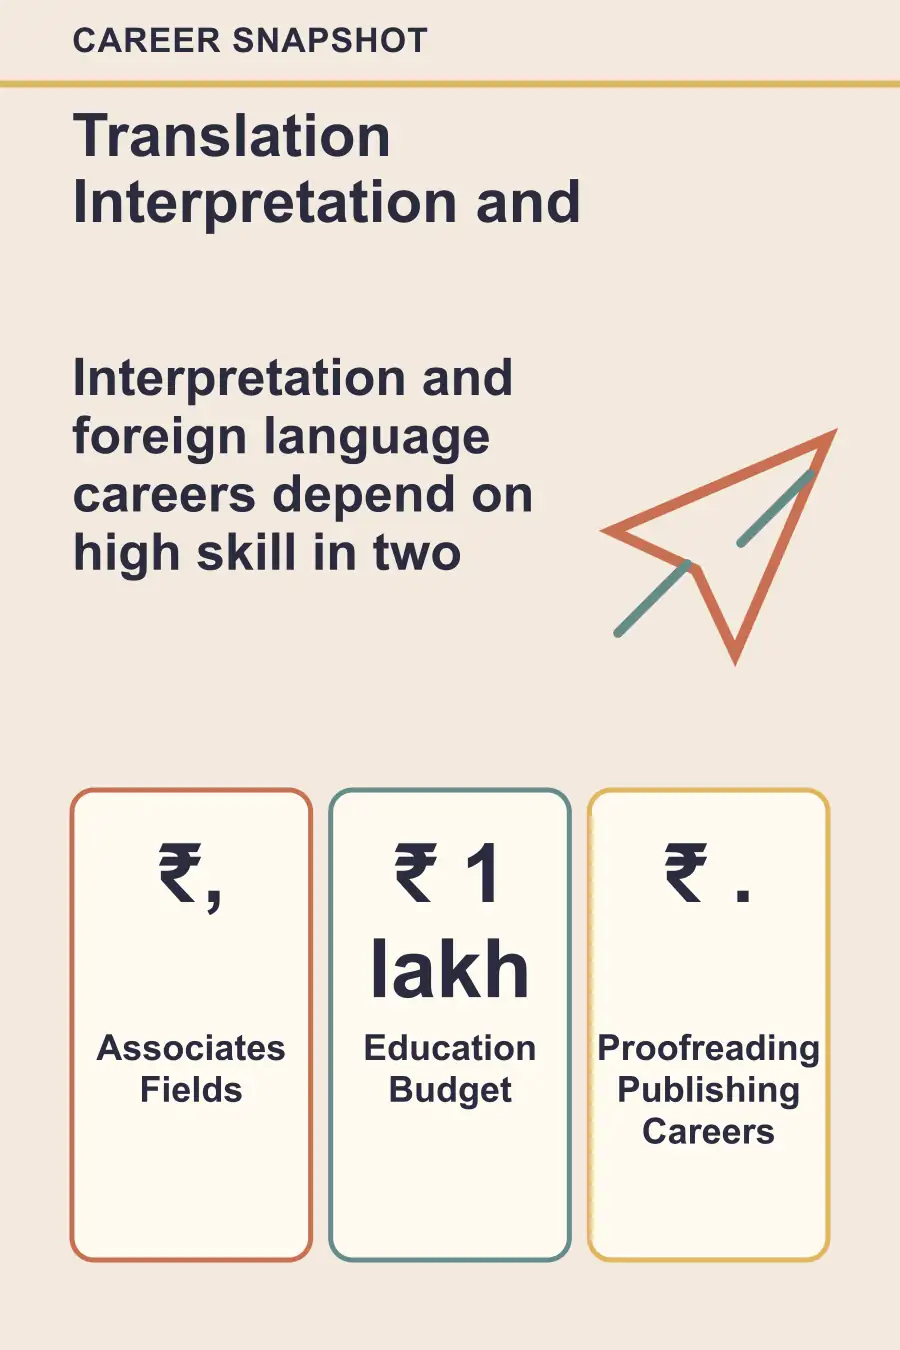 CAREER SNAPSHOT
Translation
Interpretation and
Interpretation and
foreign language
careers depend on
high skill in two
₹,
Associates
Fields
₹ 1
lakh
Education
Budget
₹ .
Proofreading
Publishing
Careers